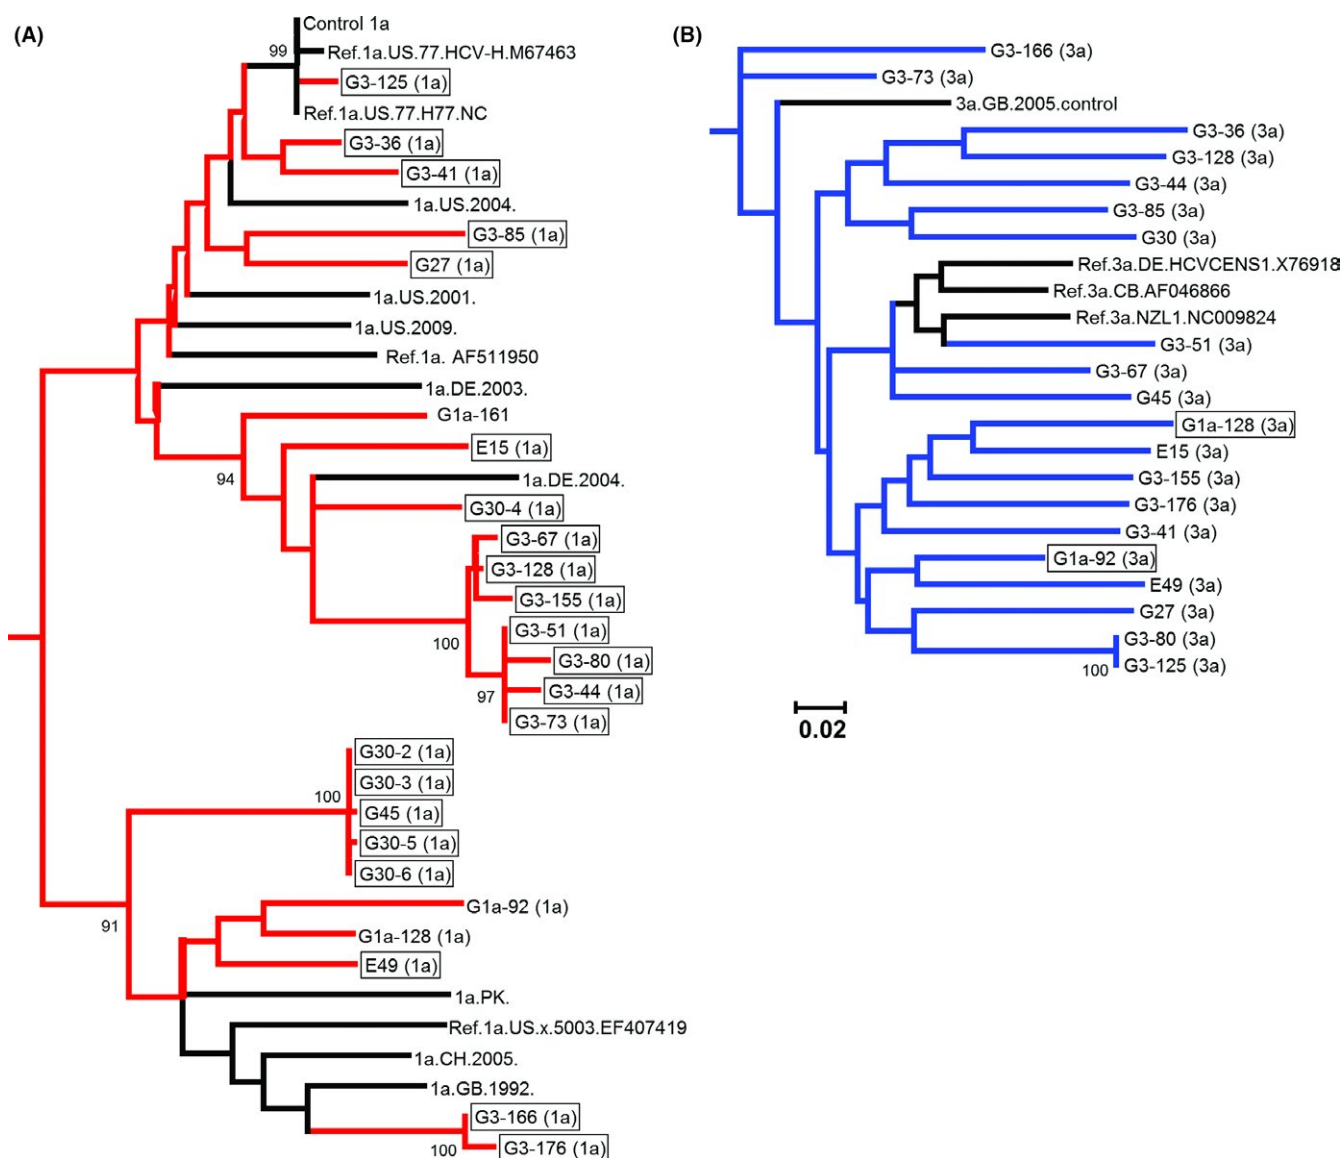 (A)
Control 1a
99
Ref.1a.US.77.HCV-H.M67463
G3-125 (1a)
Ref.1a.US.77.H77.NC
G3-36 (1a)
G3-41 (1a)
1a.US.2004.
G3-85 (1a)
G27 (1a)
1a.US.2001.
1a.US.2009.
Ref.1a. AF511950
1a.DE.2003.
G1a-161
E15 (1a)
94
1a.DE.2004.
G30-4 (1a)
G3-67 (1a)
G3-128 (1a)
G3-155 (1a)
G3-51 (1a)
100
G3-80 (1a)
G3-44 (1a)
97
G3-73 (1a)
G30-2 (1a)
G30-3 (1a)
100
G45 (1a)
G30-5 (1a)
G30-6 (1a)
G1a-92 (1a)
91
G1a-128 (1a)
E49 (1a)
1a.PK.
Ref.1a.US.x.5003.EF407419
1a.CH.2005.
1a.GB.1992.
G3-166 (1a)
G3-176 (1a)
100
(B)
G3-166 (3a)
G3-73 (3a)
3a.GB.2005.control
G3-36 (3a)
G3-128 (3a)
G3-44 (3a)
G3-85 (3a)
G30 (3a)
Ref.3a.DE.HCVCENS1.X76918
Ref.3a.CB.AF046866
Ref.3a.NZL1.NC009824
G3-51 (3a)
G3-67 (3a)
G45 (3a)
G1a-128 (3a)
E15 (3a)
G3-155 (3a)
G3-176 (3a)
G3-41 (3a)
G1a-92 (3a)
E49 (3a)
G27 (3a)
G3-80 (3a)
G3-125 (3a)
100
0.02